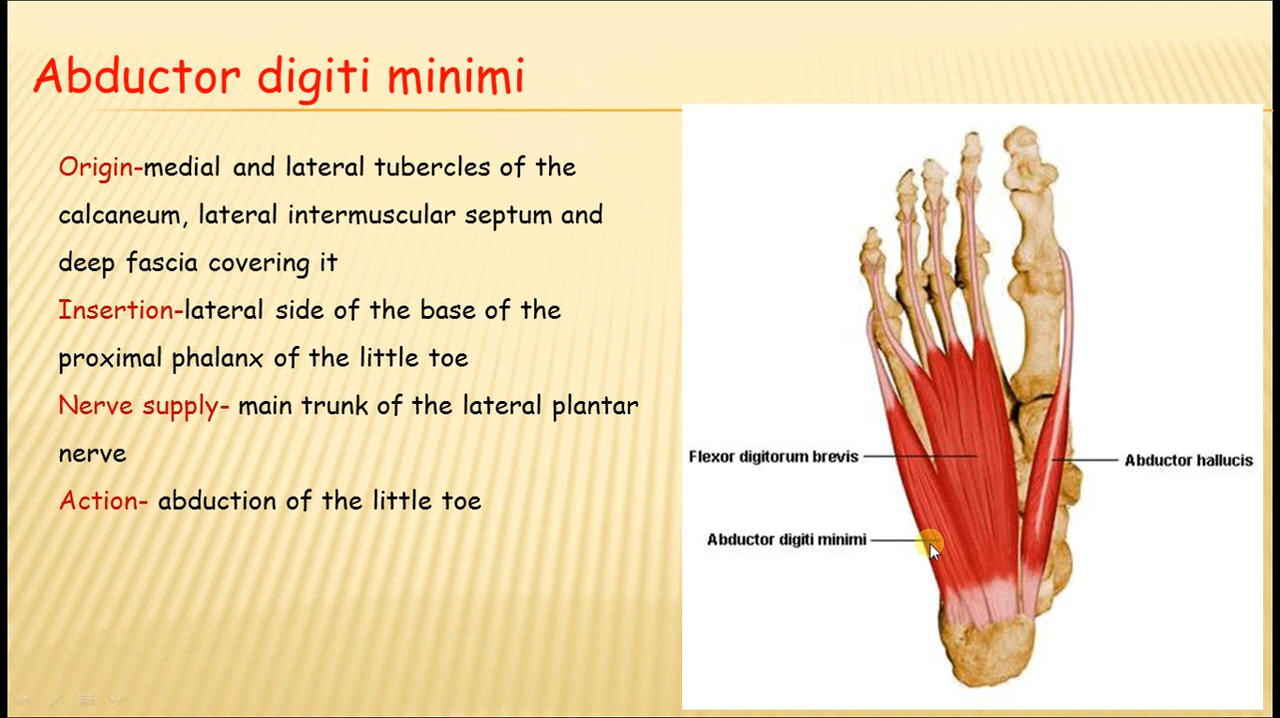 Abductor digiti minimi
Origin-medial and lateral tubercles of the
calcaneum, lateral intermuscular septum and
deep fascia covering it
Insertion-lateral side of the base of the
proximal phalanx of the little toe
Nerve supply- main trunk of the lateral plantar
nerve
Action- abduction of the little toe
Flexor digitorum brevis
Abductor hallucis
Abductor digiti minimi